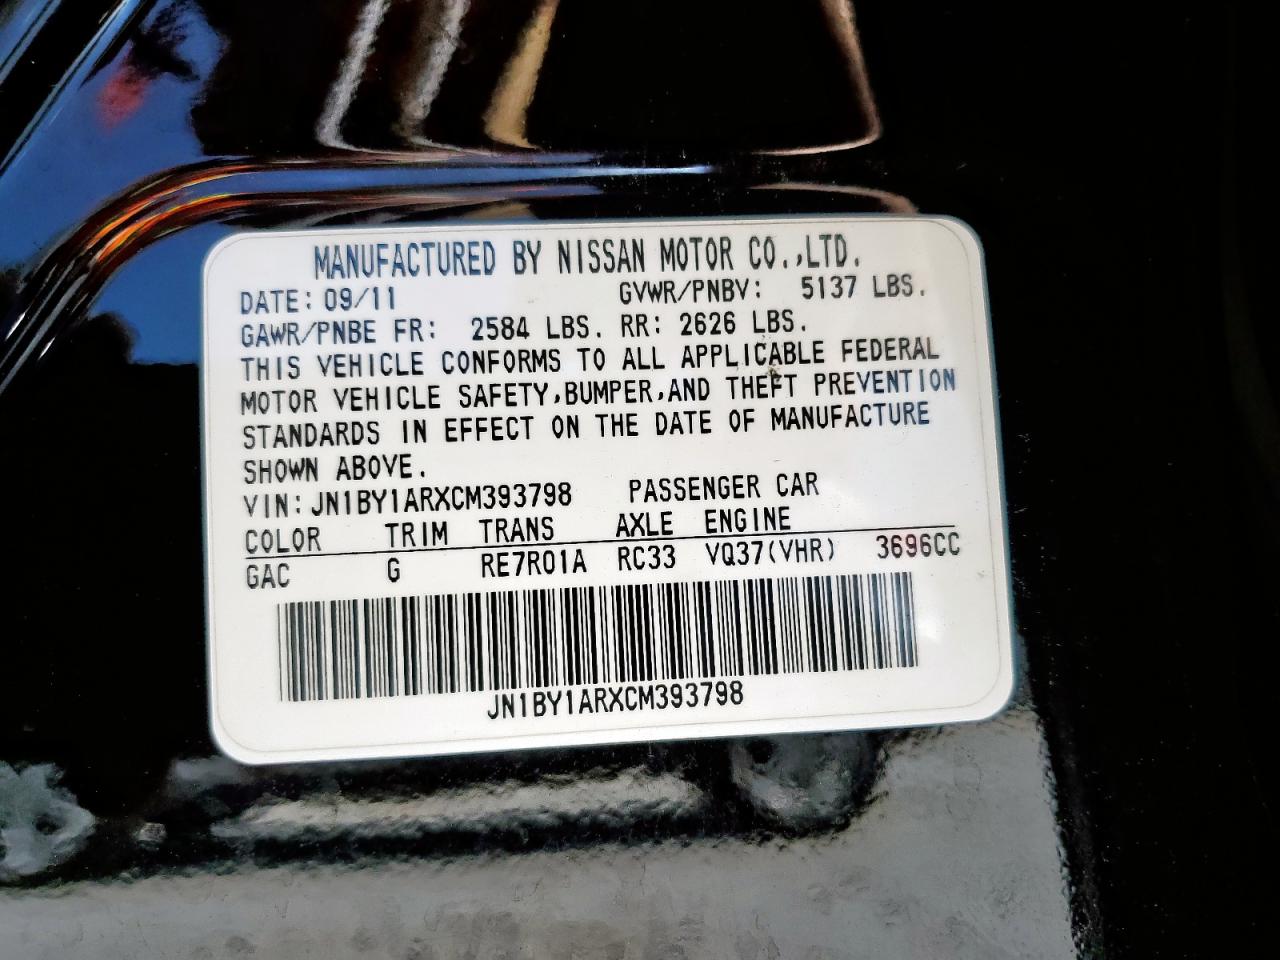 MANUFACTURED BY NISSAN MOTOR CO.,LTD.
DATE: 09/11 GVWR/PNBV: 5137 LBS.
GAWR/PNBE FR: 2584 LBS. RR: 2626 LBS.
THIS VEHICLE CONFORMS TO ALL APPLICABLE FEDERAL
MOTOR VEHICLE SAFETY,BUMPER,AND THEFT PREVENTION
STANDARDS IN EFFECT ON THE DATE OF MANUFACTURE
SHOWN ABOVE.
VIN: JN1BY1ARXCM393798 PASSENGER CAR
COLOR TRIM TRANS AXLE ENGINE
GAC G RE7R01A RC33 VQ37(VHR) 3696CC
JN1BY1ARXCM393798